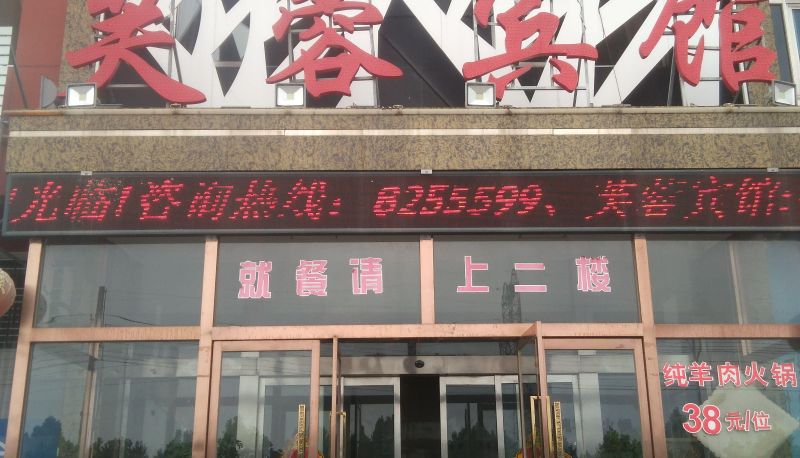 芙蓉宾馆
光临!咨询热线:8255599、芙蓉宾馆:
就餐请 上二楼
纯羊肉火锅
38元/位